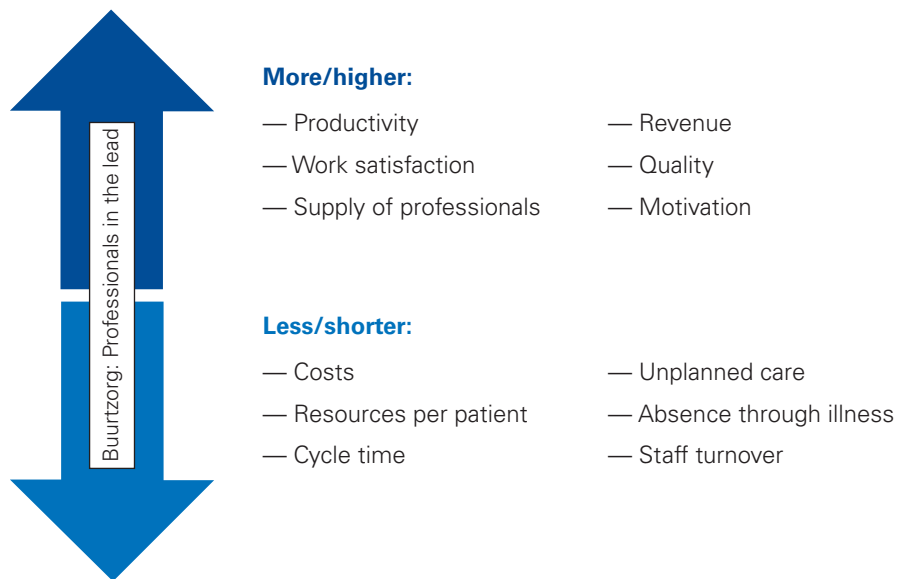 Buurtzorg: Professionals in the lead
More/higher:
— Productivity
— Work satisfaction
— Supply of professionals
— Revenue
— Quality
— Motivation
Less/shorter:
— Costs
— Resources per patient
— Cycle time
— Unplanned care
— Absence through illness
— Staff turnover